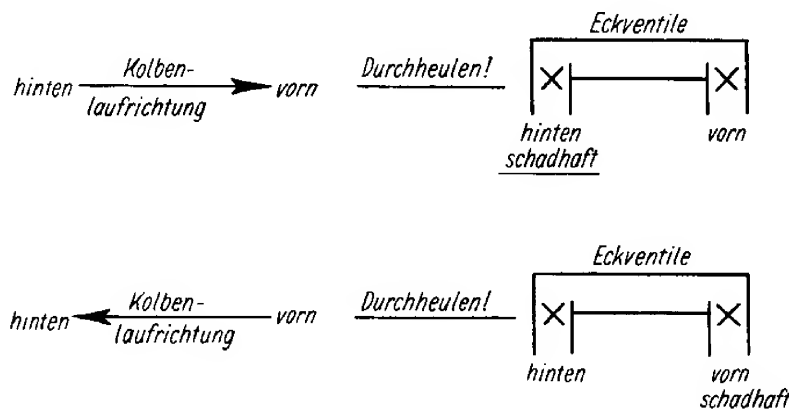 Eckventile
hinten Kolben- vorn Durchheulen!
laufrichtung
hinten vorn
schadhaft
Eckventile
hinten Kolben- vorn Durchheulen!
laufrichtung
hinten vorn
schadhaft